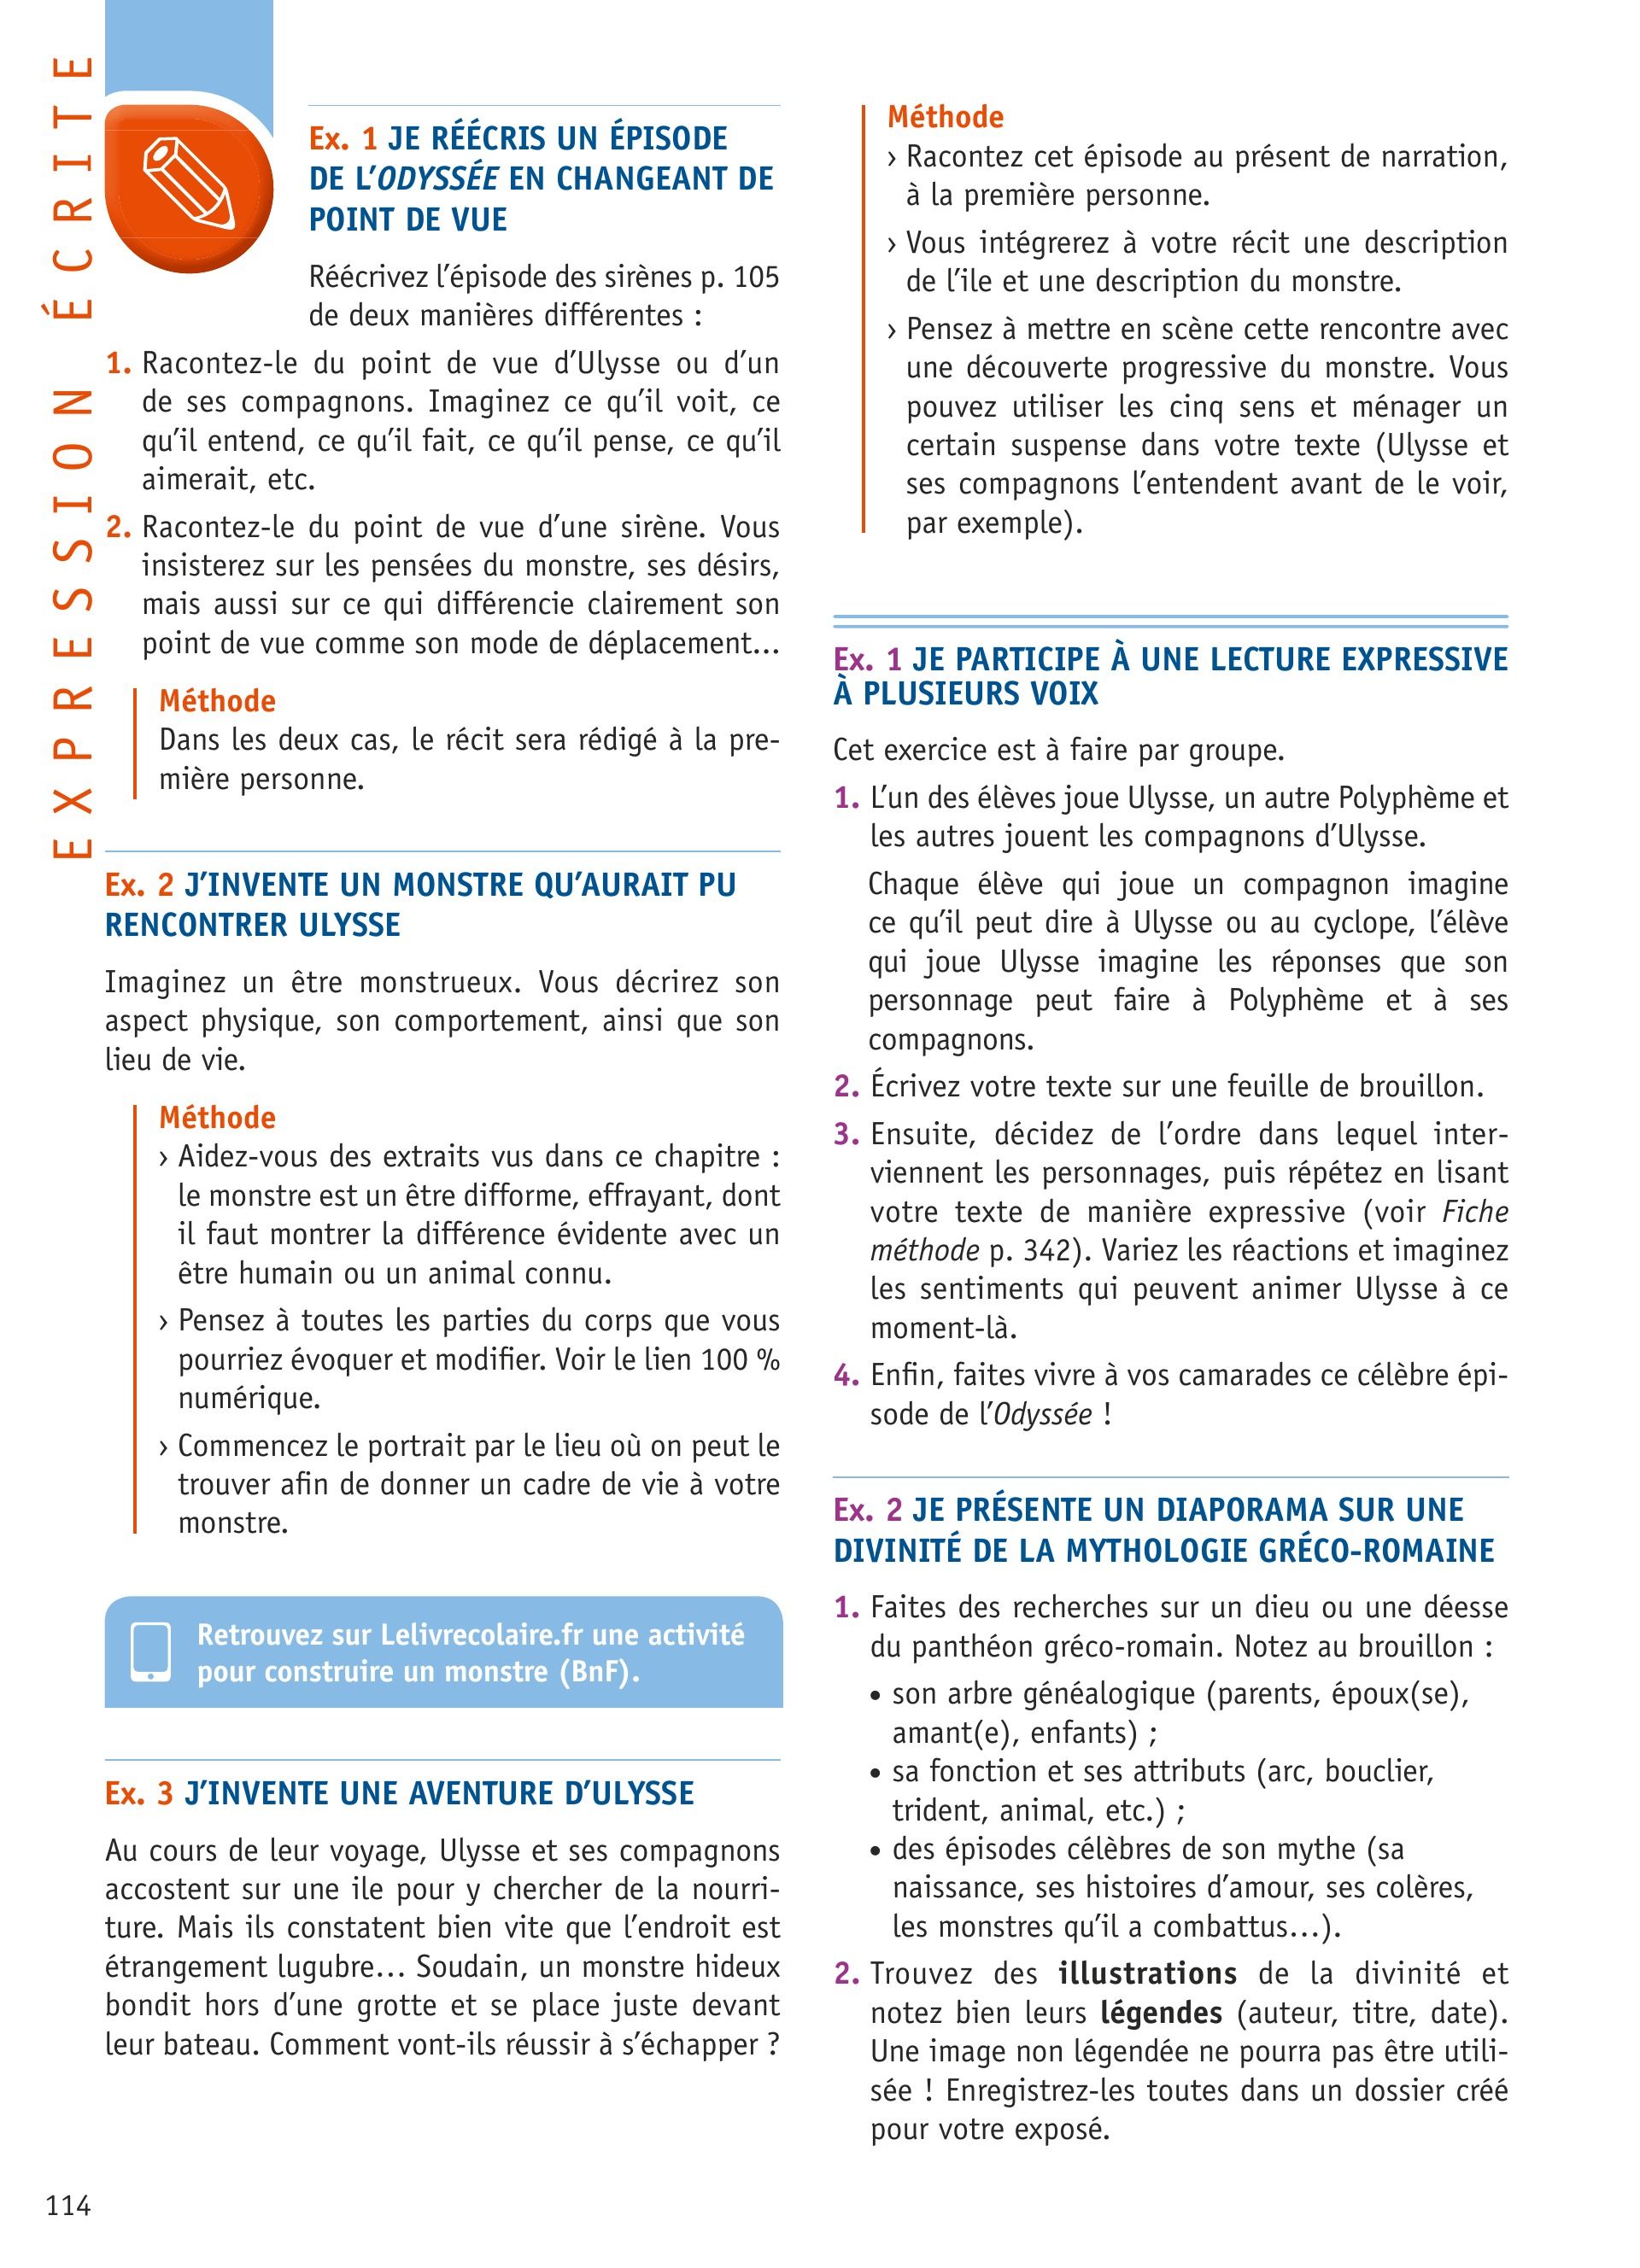 EXPRESSION ÉCRITE
Ex. 1 JE RÉÉCRIS UN ÉPISODE
DE L’ODYSSÉE EN CHANGEANT DE
POINT DE VUE
Réécrivez l’épisode des sirènes p. 105
de deux manières différentes :
1. Racontez-le du point de vue d’Ulysse ou d’un
de ses compagnons. Imaginez ce qu’il voit, ce
qu’il entend, ce qu’il fait, ce qu’il pense, ce qu’il
aimerait, etc.
2. Racontez-le du point de vue d’une sirène. Vous
insisterez sur les pensées du monstre, ses désirs,
mais aussi sur ce qui différencie clairement son
point de vue comme son mode de déplacement…
Méthode
Dans les deux cas, le récit sera rédigé à la pre-
mière personne.
Ex. 2 J’INVENTE UN MONSTRE QU’AURAIT PU
RENCONTRER ULYSSE
Imaginez un être monstrueux. Vous décrirez son
aspect physique, son comportement, ainsi que son
lieu de vie.
Méthode
› Aidez-vous des extraits vus dans ce chapitre :
le monstre est un être difforme, effrayant, dont
il faut montrer la différence évidente avec un
être humain ou un animal connu.
› Pensez à toutes les parties du corps que vous
pourriez évoquer et modifier. Voir le lien 100 %
numérique.
› Commencez le portrait par le lieu où on peut le
trouver afin de donner un cadre de vie à votre
monstre.
Retrouvez sur Lelivrecolaire.fr une activité
pour construire un monstre (BnF).
Ex. 3 J’INVENTE UNE AVENTURE D’ULYSSE
Au cours de leur voyage, Ulysse et ses compagnons
accostent sur une ile pour y chercher de la nourri-
ture. Mais ils constatent bien vite que l’endroit est
étrangement lugubre… Soudain, un monstre hideux
bondit hors d’une grotte et se place juste devant
leur bateau. Comment vont-ils réussir à s’échapper ?
Méthode
› Racontez cet épisode au présent de narration,
à la première personne.
› Vous intégrerez à votre récit une description
de l’ile et une description du monstre.
› Pensez à mettre en scène cette rencontre avec
une découverte progressive du monstre. Vous
pouvez utiliser les cinq sens et ménager un
certain suspense dans votre texte (Ulysse et
ses compagnons l’entendent avant de le voir,
par exemple).
Ex. 1 JE PARTICIPE À UNE LECTURE EXPRESSIVE
À PLUSIEURS VOIX
Cet exercice est à faire par groupe.
1. L’un des élèves joue Ulysse, un autre Polyphème et
les autres jouent les compagnons d’Ulysse.
Chaque élève qui joue un compagnon imagine
ce qu’il peut dire à Ulysse ou au cyclope, l’élève
qui joue Ulysse imagine les réponses que son
personnage peut faire à Polyphème et à ses
compagnons.
2. Écrivez votre texte sur une feuille de brouillon.
3. Ensuite, décidez de l’ordre dans lequel inter-
viennent les personnages, puis répétez en lisant
votre texte de manière expressive (voir Fiche
méthode p. 342). Variez les réactions et imaginez
les sentiments qui peuvent animer Ulysse à ce
moment-là.
4. Enfin, faites vivre à vos camarades ce célèbre épi-
sode de l’Odyssée !
Ex. 2 JE PRÉSENTE UN DIAPORAMA SUR UNE
DIVINITÉ DE LA MYTHOLOGIE GRÉCO-ROMAINE
1. Faites des recherches sur un dieu ou une déesse
du panthéon gréco-romain. Notez au brouillon :
• son arbre généalogique (parents, époux(se),
amant(e), enfants) ;
• sa fonction et ses attributs (arc, bouclier,
trident, animal, etc.) ;
• des épisodes célèbres de son mythe (sa
naissance, ses histoires d’amour, ses colères,
les monstres qu’il a combattus…).
2. Trouvez des illustrations de la divinité et
notez bien leurs légendes (auteur, titre, date).
Une image non légendée ne pourra pas être utili-
sée ! Enregistrez-les toutes dans un dossier créé
pour votre exposé.
114